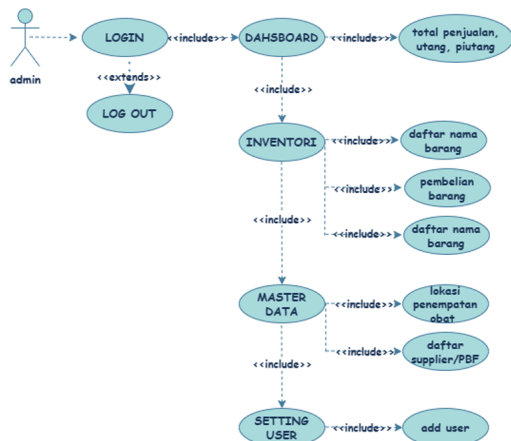 admin
LOGIN
<<include>>
DAHSBOARD
<<include>>
total penjualan,
utang, piutang
<<extends>>
LOG OUT
<<include>>
INVENTORI
<<include>>
daftar nama
barang
<<include>>
pembelian
barang
<<include>>
daftar nama
barang
<<include>>
MASTER
DATA
<<include>>
lokasi
penempatan
obat
<<include>>
daftar
supplier/PBF
<<include>>
SETTING
USER
<<include>>
add user